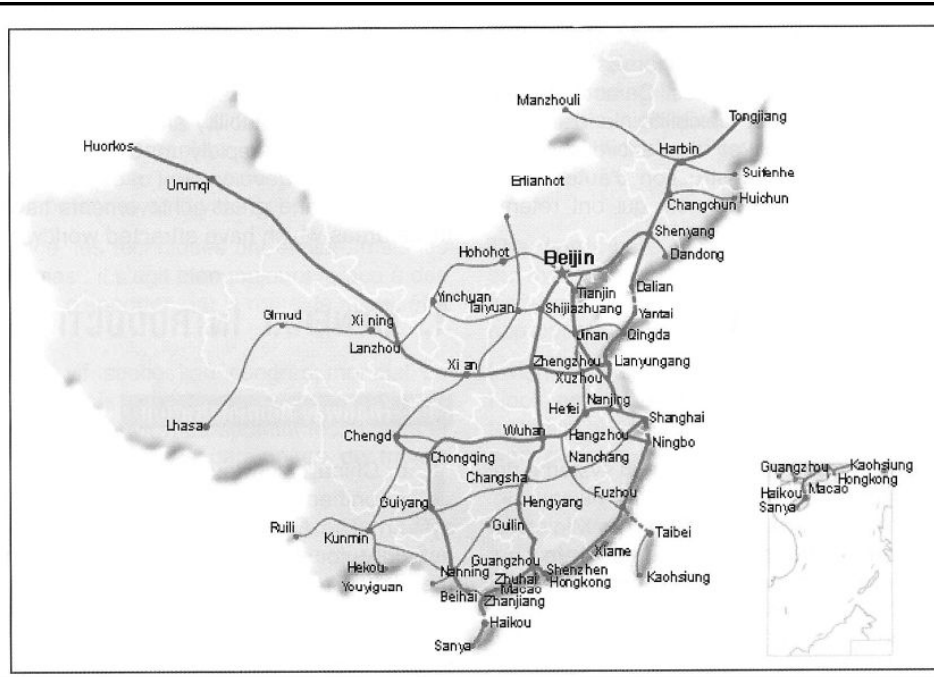 Manzhouli
Tongjiang
Huorkos
Harbin
Suifenhe
Urumqi
Erlianhot
Changchun
Huichun
Shenyang
Hohohot
Beijin
Dandong
Tianjin
Dalian
Yinchuan
Taiyuan
Shijiazhuang
Yantai
Glmud
Xi ning
Jinan
Qingda
Lanzhou
Xi an
Zhengzhou
Lianyungang
Xuzhou
Hefei
Nanjing
Shanghai
Lhasa
Chengd
Wuhan
Hangzhou
Ningbo
Chongqing
Nanchang
Changsha
Guangzhou
Kaohsiung
Hongkong
Haikou
Macao
Sanya
Guiyang
Hengyang
Fuzhou
Ruili
Kunmin
Guilin
Taibei
Hekou
Guangzhou
Xiame
Youyiguan
Nanning
Zhuhai
Shenzhen
Hongkong
Kaohsiung
Macao
Beihai
Zhanjiang
Haikou
Sanya